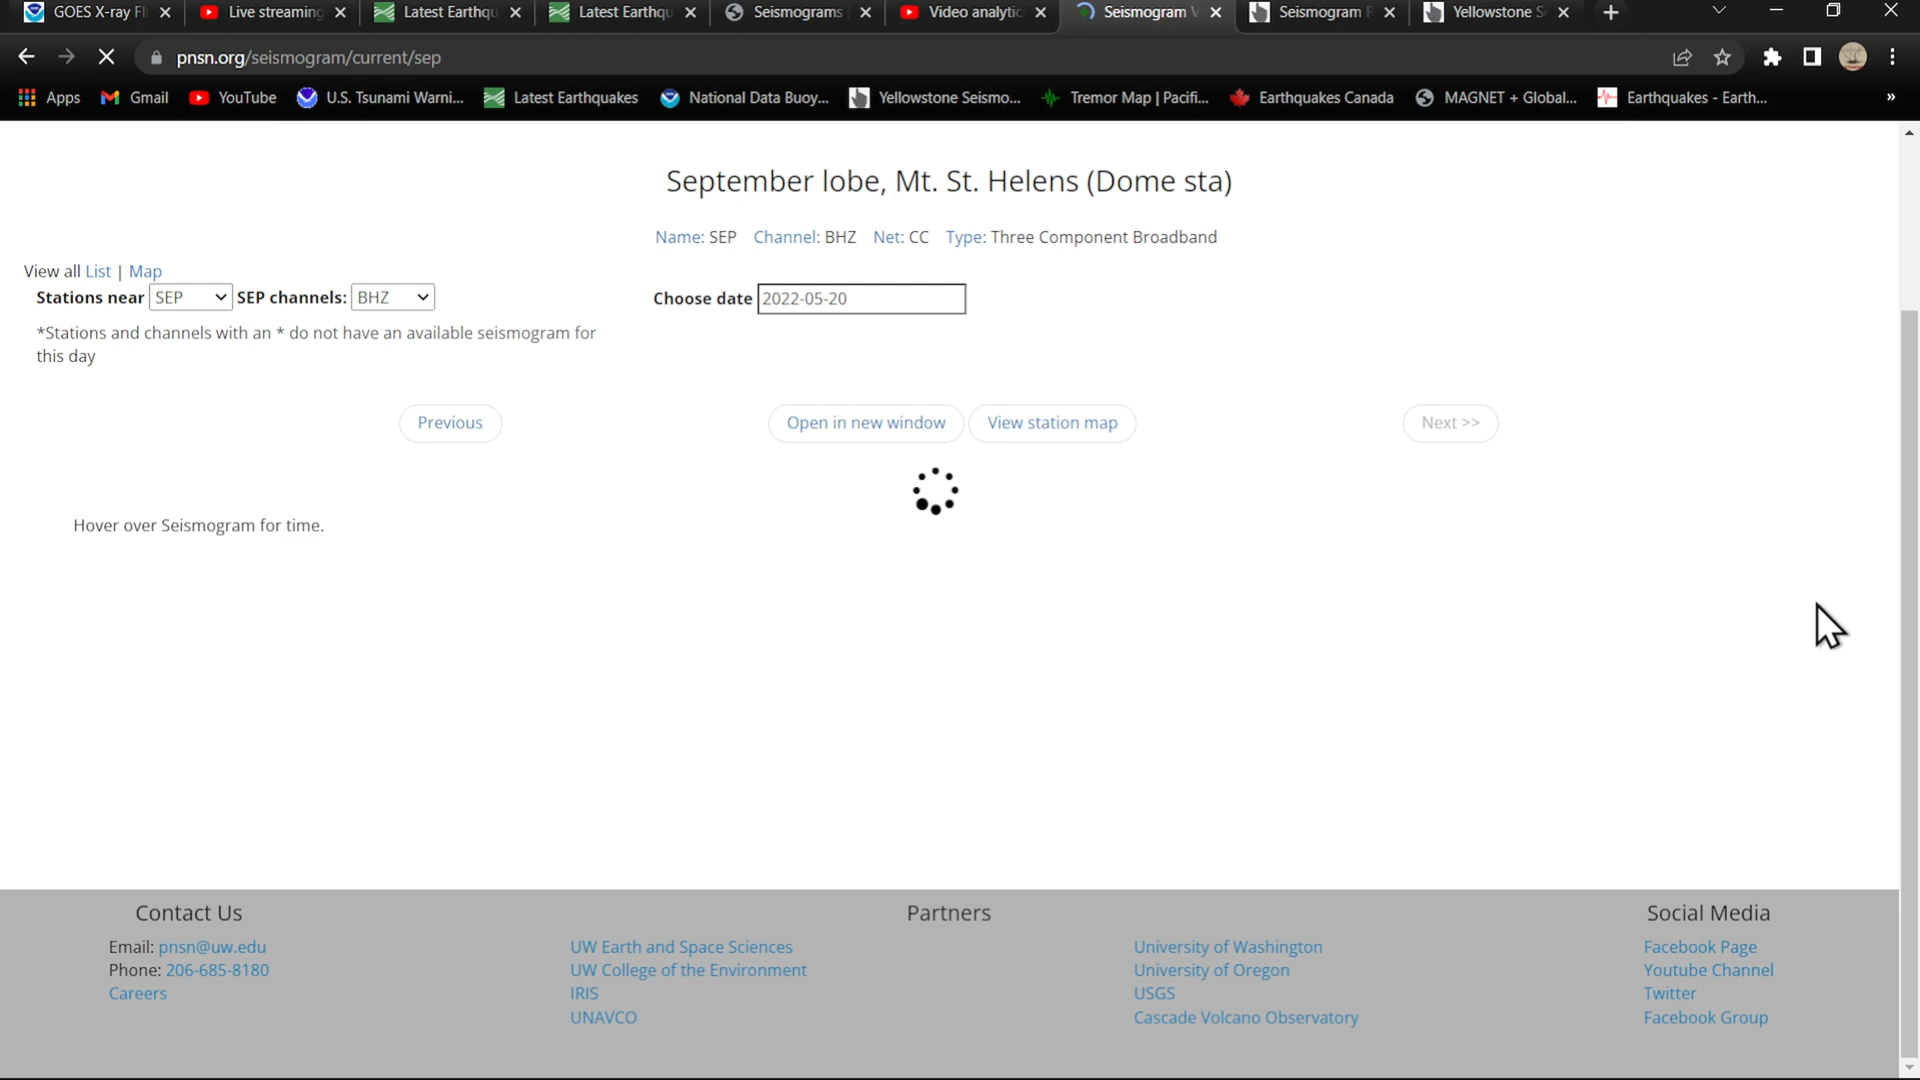 GOES X-ray Fl
Live streaming
Latest Earthqu
Latest Earthqu
Seismograms
Video analytic
Seismogram V
Seismogram R
Yellowstone S
pnsn.org/seismogram/current/sep
Apps
Gmail
YouTube
U.S. Tsunami Warni...
Latest Earthquakes
National Data Buoy...
Yellowstone Seismo...
Tremor Map | Pacifi...
Earthquakes Canada
MAGNET + Global...
Earthquakes - Earth...
»
September lobe, Mt. St. Helens (Dome sta)
Name: SEP Channel: BHZ Net: CC Type: Three Component Broadband
View all List | Map
Stations near SEP SEP channels: BHZ
Choose date 2022-05-20
*Stations and channels with an * do not have an available seismogram for
this day
Previous
Open in new window
View station map
Next >>
Hover over Seismogram for time.
Contact Us
Email: pnsn@uw.edu
Phone: 206-685-8180
Careers
Partners
UW Earth and Space Sciences
UW College of the Environment
IRIS
UNAVCO
University of Washington
University of Oregon
USGS
Cascade Volcano Observatory
Social Media
Facebook Page
Youtube Channel
Twitter
Facebook Group